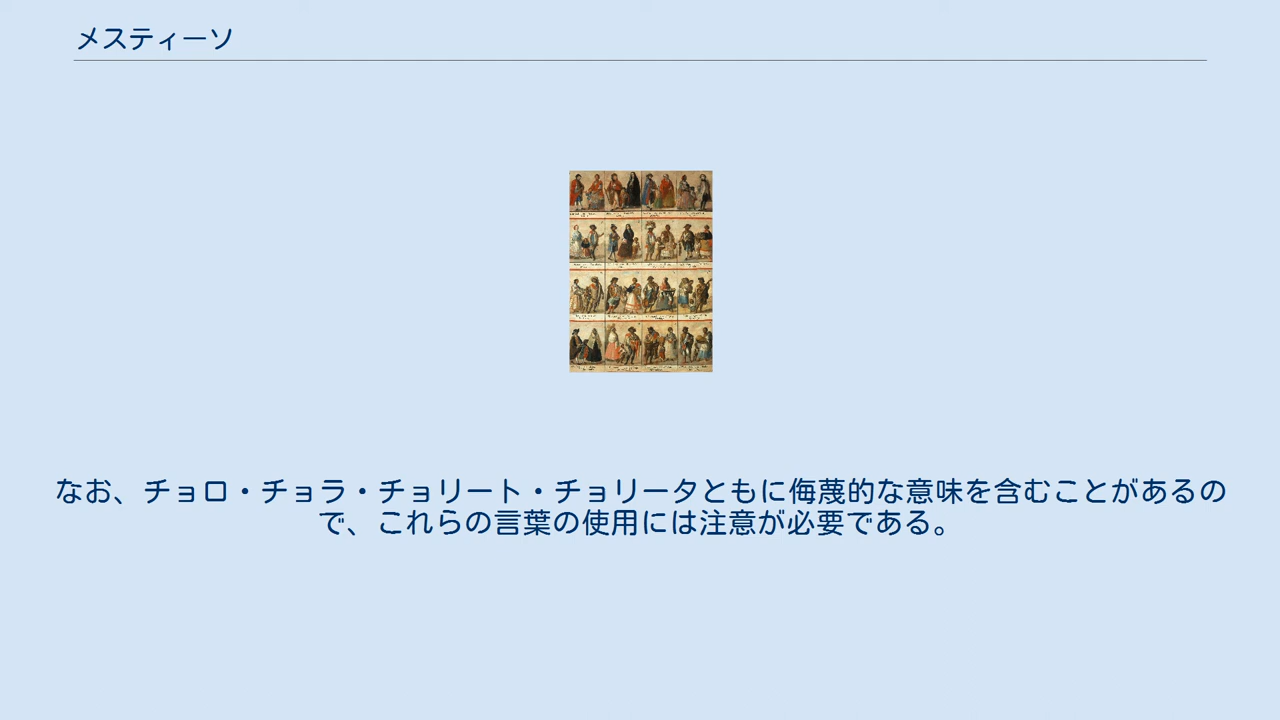 メスティーソ
なお、チョロ・チョラ・チョリート・チョリータともに侮蔑的な意味を含むことがあるの
で、これらの言葉の使用には注意が必要である。